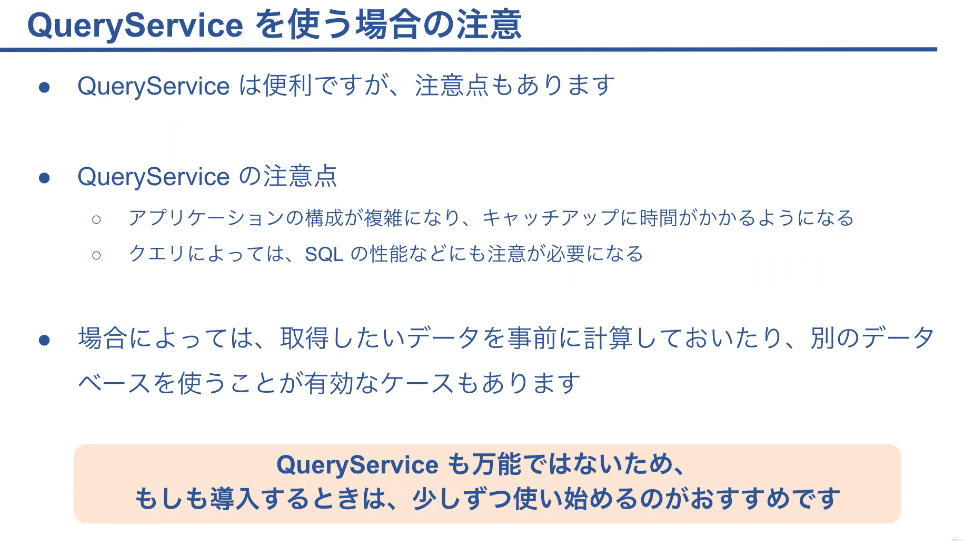 QueryService を使う場合の注意
● QueryService は便利ですが、注意点もあります
● QueryService の注意点
○ アプリケーションの構成が複雑になり、キャッチアップに時間がかかるようになる
○ クエリによっては、SQL の性能などにも注意が必要になる
● 場合によっては、取得したいデータを事前に計算しておいたり、別のデータ
ベースを使うことが有効なケースもあります
QueryService も万能ではないため、
もしも導入するときは、少しずつ使い始めるのがおすすめです